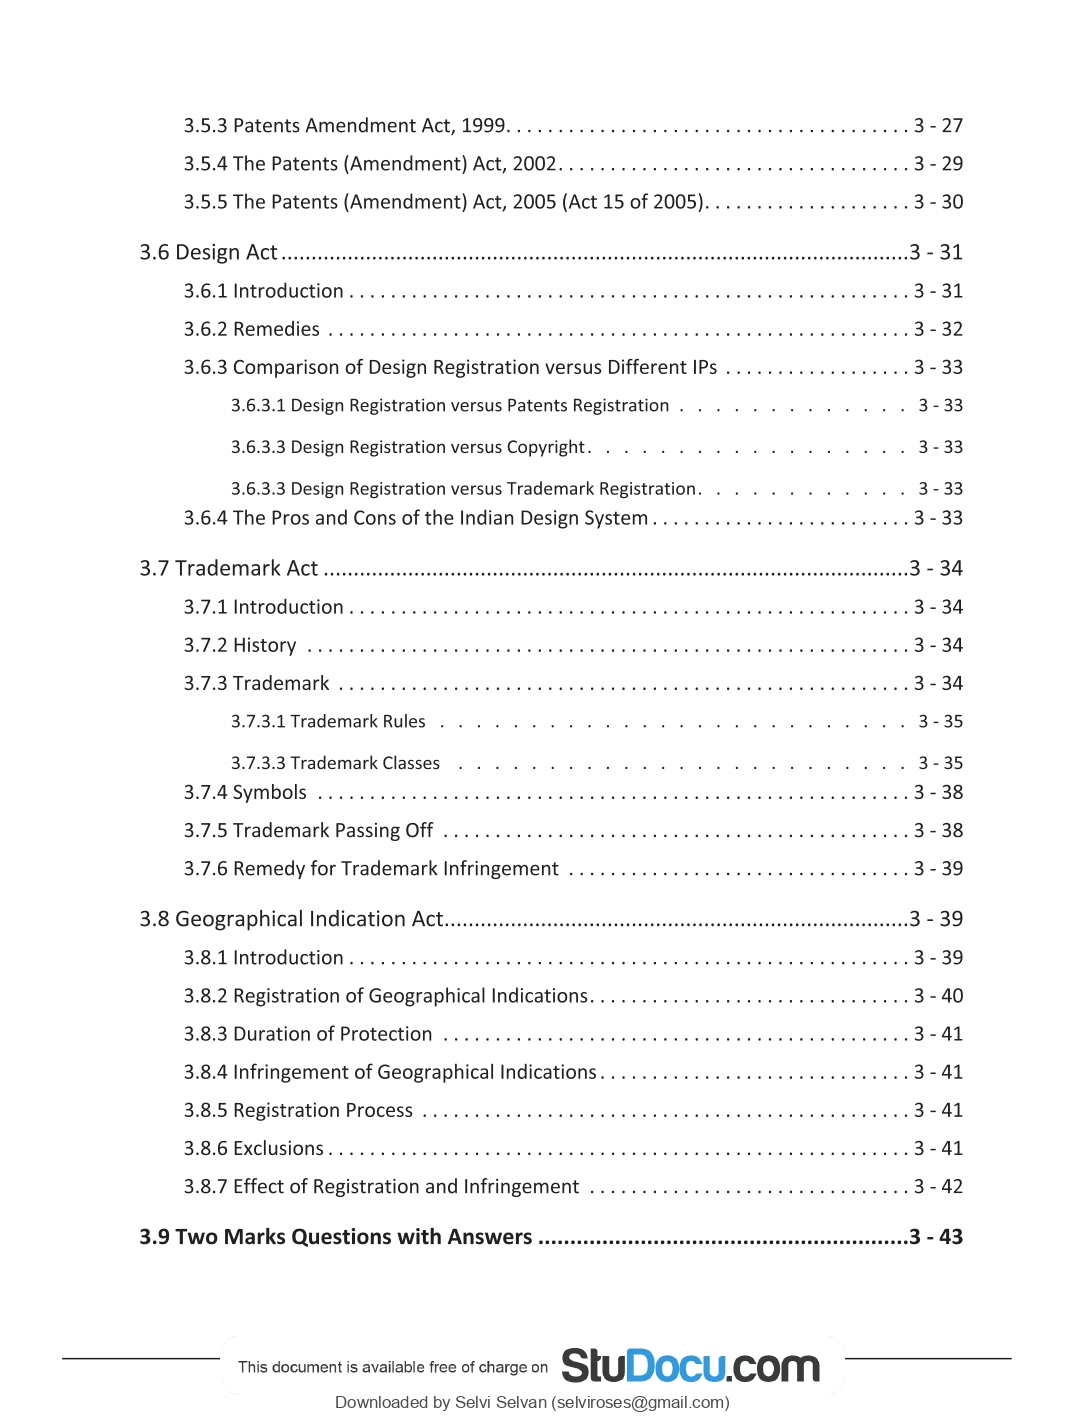 3.5.3 Patents Amendment Act, 1999. . . . . . . . . . . . . . . . . . . . . . . . . . . . . . . . . . . . . . . 3 - 27
3.5.4 The Patents (Amendment) Act, 2002. . . . . . . . . . . . . . . . . . . . . . . . . . . . . . . . . . 3 - 29
3.5.5 The Patents (Amendment) Act, 2005 (Act 15 of 2005). . . . . . . . . . . . . . . . . . . . 3 - 30
3.6 Design Act .........................................................................................................3 - 31
3.6.1 Introduction . . . . . . . . . . . . . . . . . . . . . . . . . . . . . . . . . . . . . . . . . . . . . . . . . . . . . . 3 - 31
3.6.2 Remedies . . . . . . . . . . . . . . . . . . . . . . . . . . . . . . . . . . . . . . . . . . . . . . . . . . . . . . . . 3 - 32
3.6.3 Comparison of Design Registration versus Different IPs . . . . . . . . . . . . . . . . . . 3 - 33
3.6.3.1 Design Registration versus Patents Registration . . . . . . . . . . . . . 3 - 33
3.6.3.3 Design Registration versus Copyright. . . . . . . . . . . . . . . . . . 3 - 33
3.6.3.3 Design Registration versus Trademark Registration. . . . . . . . . . . . 3 - 33
3.6.4 The Pros and Cons of the Indian Design System . . . . . . . . . . . . . . . . . . . . . . . . . 3 - 33
3.7 Trademark Act ..................................................................................................3 - 34
3.7.1 Introduction . . . . . . . . . . . . . . . . . . . . . . . . . . . . . . . . . . . . . . . . . . . . . . . . . . . . . . 3 - 34
3.7.2 History . . . . . . . . . . . . . . . . . . . . . . . . . . . . . . . . . . . . . . . . . . . . . . . . . . . . . . . . . . 3 - 34
3.7.3 Trademark . . . . . . . . . . . . . . . . . . . . . . . . . . . . . . . . . . . . . . . . . . . . . . . . . . . . . . . 3 - 34
3.7.3.1 Trademark Rules . . . . . . . . . . . . . . . . . . . . . . . . . . 3 - 35
3.7.3.3 Trademark Classes . . . . . . . . . . . . . . . . . . . . . . . . . 3 - 35
3.7.4 Symbols . . . . . . . . . . . . . . . . . . . . . . . . . . . . . . . . . . . . . . . . . . . . . . . . . . . . . . . . . 3 - 38
3.7.5 Trademark Passing Off . . . . . . . . . . . . . . . . . . . . . . . . . . . . . . . . . . . . . . . . . . . . . 3 - 38
3.7.6 Remedy for Trademark Infringement . . . . . . . . . . . . . . . . . . . . . . . . . . . . . . . . . 3 - 39
3.8 Geographical Indication Act..............................................................................3 - 39
3.8.1 Introduction . . . . . . . . . . . . . . . . . . . . . . . . . . . . . . . . . . . . . . . . . . . . . . . . . . . . . . 3 - 39
3.8.2 Registration of Geographical Indications. . . . . . . . . . . . . . . . . . . . . . . . . . . . . . . 3 - 40
3.8.3 Duration of Protection . . . . . . . . . . . . . . . . . . . . . . . . . . . . . . . . . . . . . . . . . . . . . 3 - 41
3.8.4 Infringement of Geographical Indications . . . . . . . . . . . . . . . . . . . . . . . . . . . . . . 3 - 41
3.8.5 Registration Process . . . . . . . . . . . . . . . . . . . . . . . . . . . . . . . . . . . . . . . . . . . . . . . 3 - 41
3.8.6 Exclusions . . . . . . . . . . . . . . . . . . . . . . . . . . . . . . . . . . . . . . . . . . . . . . . . . . . . . . . . 3 - 41
3.8.7 Effect of Registration and Infringement . . . . . . . . . . . . . . . . . . . . . . . . . . . . . . . 3 - 42
3.9 Two Marks Questions with Answers ..........................................................3 - 43
This document is available free of charge on StuDocu.com
Downloaded by Selvi Selvan (selviroses@gmail.com)